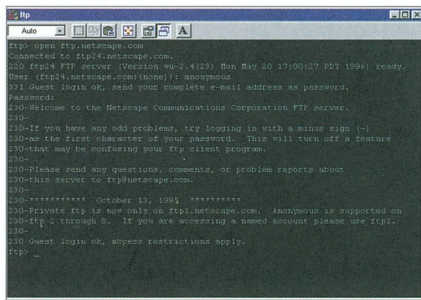 ftp
Auto
A
ftp> open ftp.netscape.com
Connected to ftp24.netscape.com.
220 ftp24 FTP server (Version wu-2.4(23) Mon May 20 17:00:27 PDT 1996) ready.
User (ftp24.netscape.com:(none)): anonymous
331 Guest login ok, send your complete e-mail address as password.
Password:
230-Welcome to the Netscape Communications Corporation FTP server.
230-
230-If you have any odd problems, try logging in with a minus sign (-)
230-as the first character of your password.  This will turn off a feature
230-that may be confusing your ftp client program.
230-
230-Please send any questions, comments, or problem reports about
230-this server to ftp@netscape.com.
230-
230-*********** October 13, 1995 **********
230-Private ftp is now only on ftp1.netscape.com.  Anonymous is supported on
230-ftp 2 through 8.  If you are accessing a named account please use ftp1.
230-
230 Guest login ok, access restrictions apply.
ftp> _